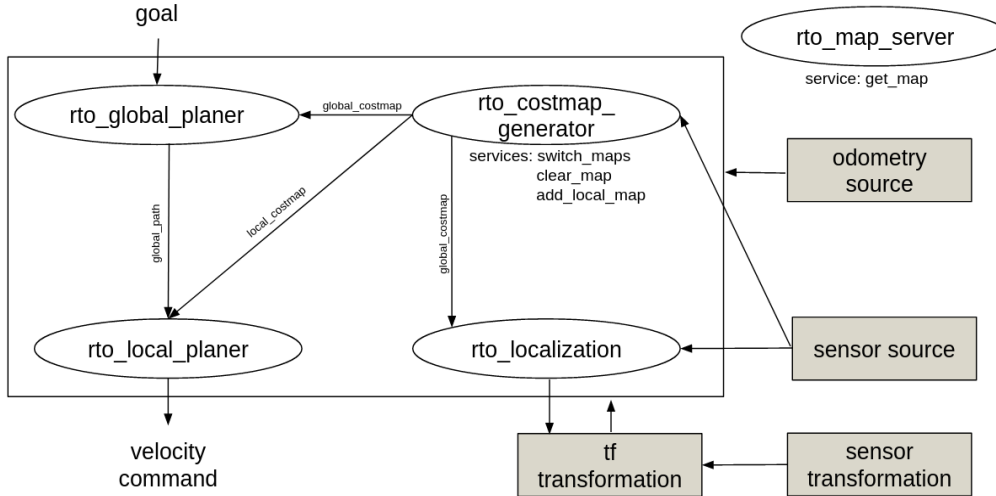 goal
rto_map_server
service: get_map
rto_global_planer
global_costmap
rto_costmap_
generator
services: switch_maps
clear_map
add_local_map
odometry
source
global_path
local_costmap
global_costmap
rto_local_planer
rto_localization
sensor source
velocity
command
tf
transformation
sensor
transformation